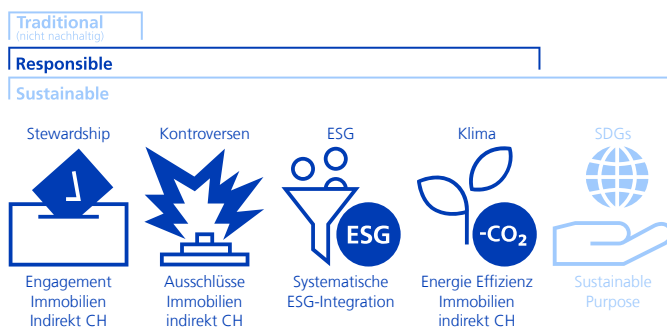 Traditional
(nicht nachhaltig)
Responsible
Sustainable
Stewardship
Kontroversen
ESG
Klima
SDGs
ESG
-CO₂
Engagement
Immobilien
Indirekt CH
Ausschlüsse
Immobilien
indirekt CH
Systematische
ESG-Integration
Energie Effizienz
Immobilien
indirekt CH
Sustainable
Purpose